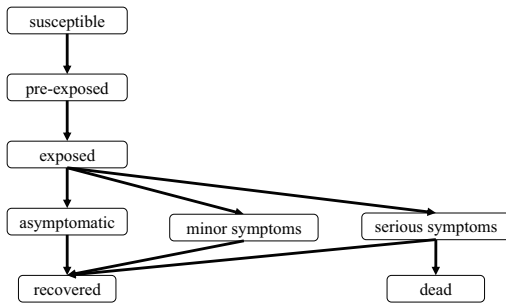 susceptible
pre-exposed
exposed
asymptomatic
minor symptoms
serious symptoms
recovered
dead